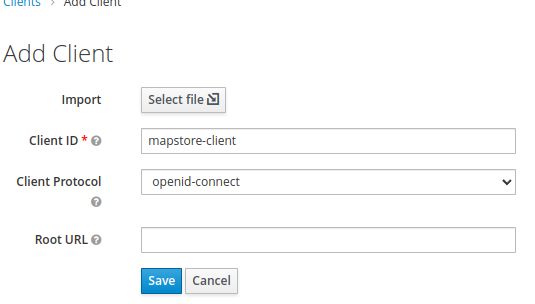 Clients > Add Client
Add Client
Import Select file
Client ID * mapstore-client
Client Protocol openid-connect
Root URL
Save Cancel